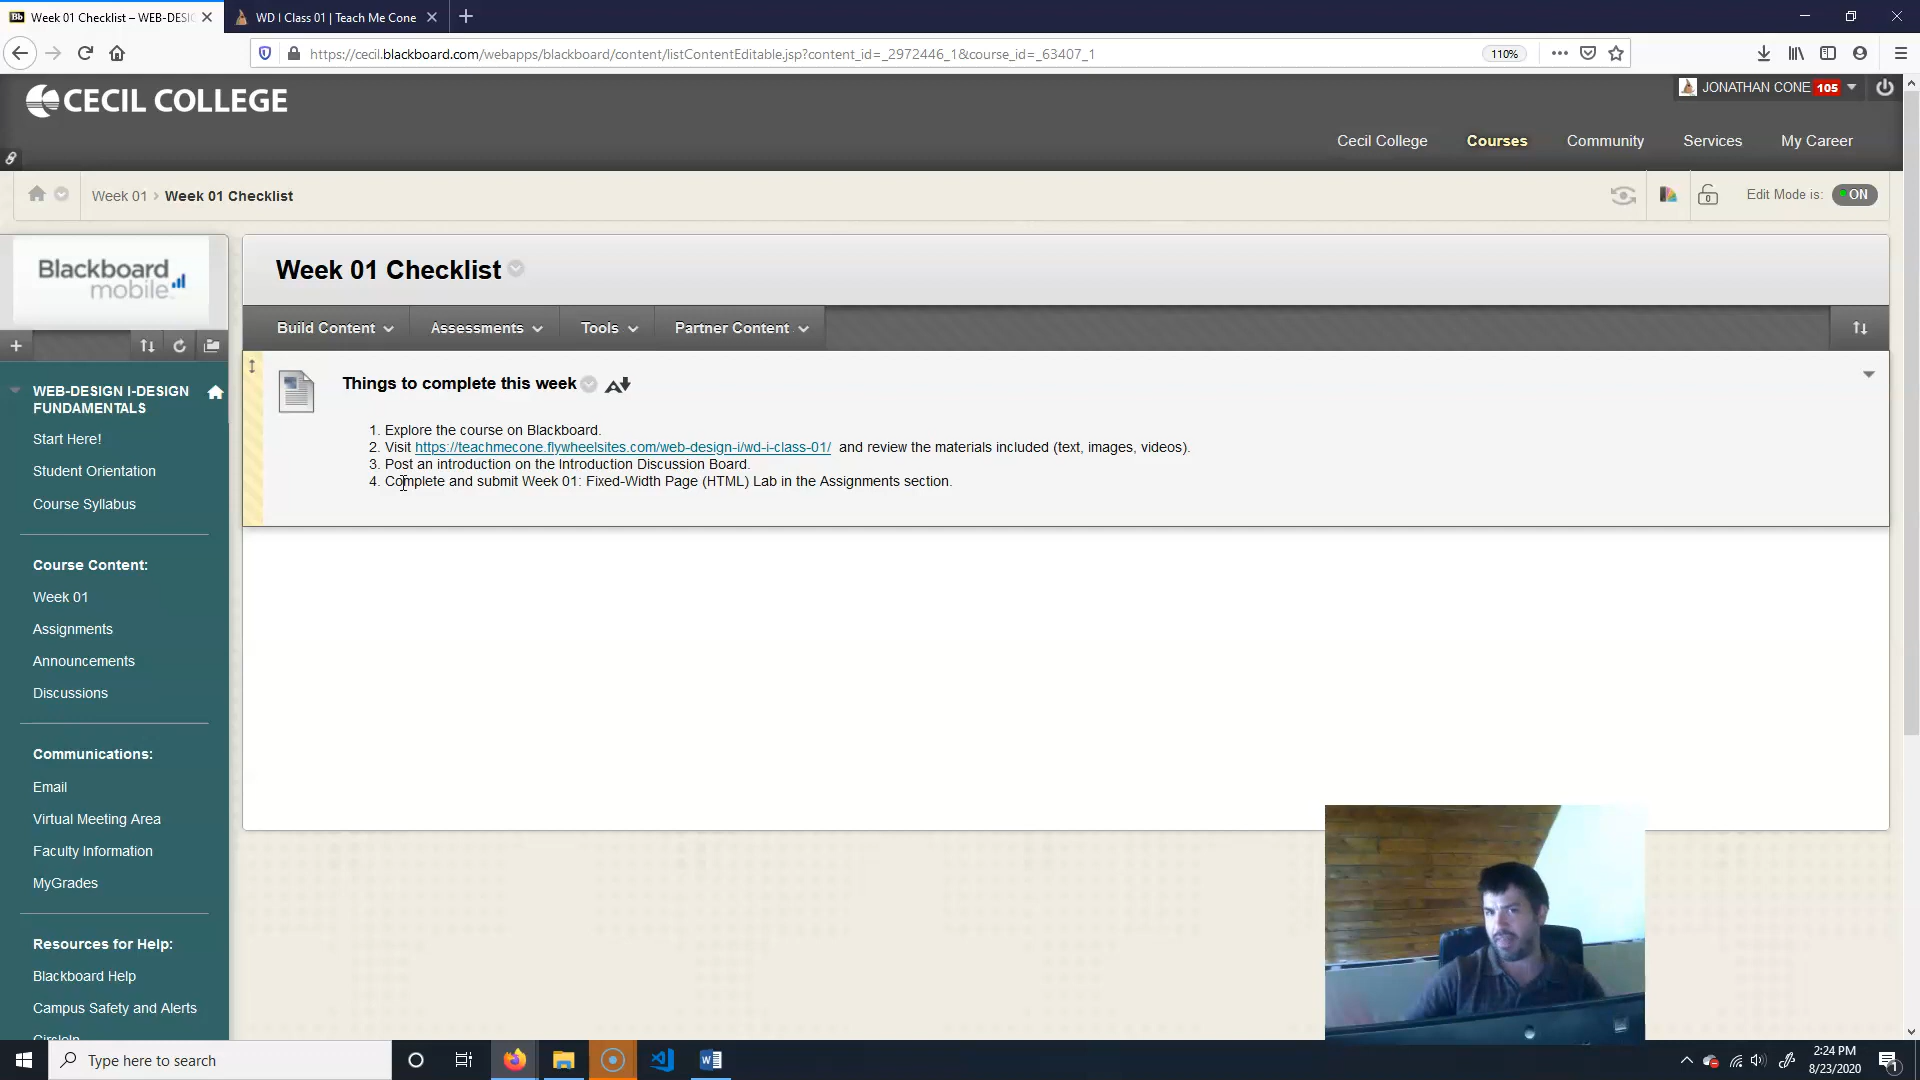 Week 01 Checklist – WEB-DESIG
WD I Class 01 | Teach Me Cone
https://cecil.blackboard.com/webapps/blackboard/content/listContentEditable.jsp?content_id=_2972446_1&course_id=_63407_1
110%
CECIL COLLEGE
JONATHAN CONE 105
Cecil College Courses Community Services My Career
Week 01 > Week 01 Checklist
Edit Mode is: ON
Blackboard
mobile
Week 01 Checklist
Build Content Assessments Tools Partner Content
Things to complete this week
1. Explore the course on Blackboard.
2. Visit https://teachmecone.flywheelsites.com/web-design-i/wd-i-class-01/ and review the materials included (text, images, videos).
3. Post an introduction on the Introduction Discussion Board.
4. Complete and submit Week 01: Fixed-Width Page (HTML) Lab in the Assignments section.
WEB-DESIGN I-DESIGN
FUNDAMENTALS
Start Here!
Student Orientation
Course Syllabus
Course Content:
Week 01
Assignments
Announcements
Discussions
Communications:
Email
Virtual Meeting Area
Faculty Information
MyGrades
Resources for Help:
Blackboard Help
Campus Safety and Alerts
CircleIn
Type here to search
2:24 PM
8/23/2020
1